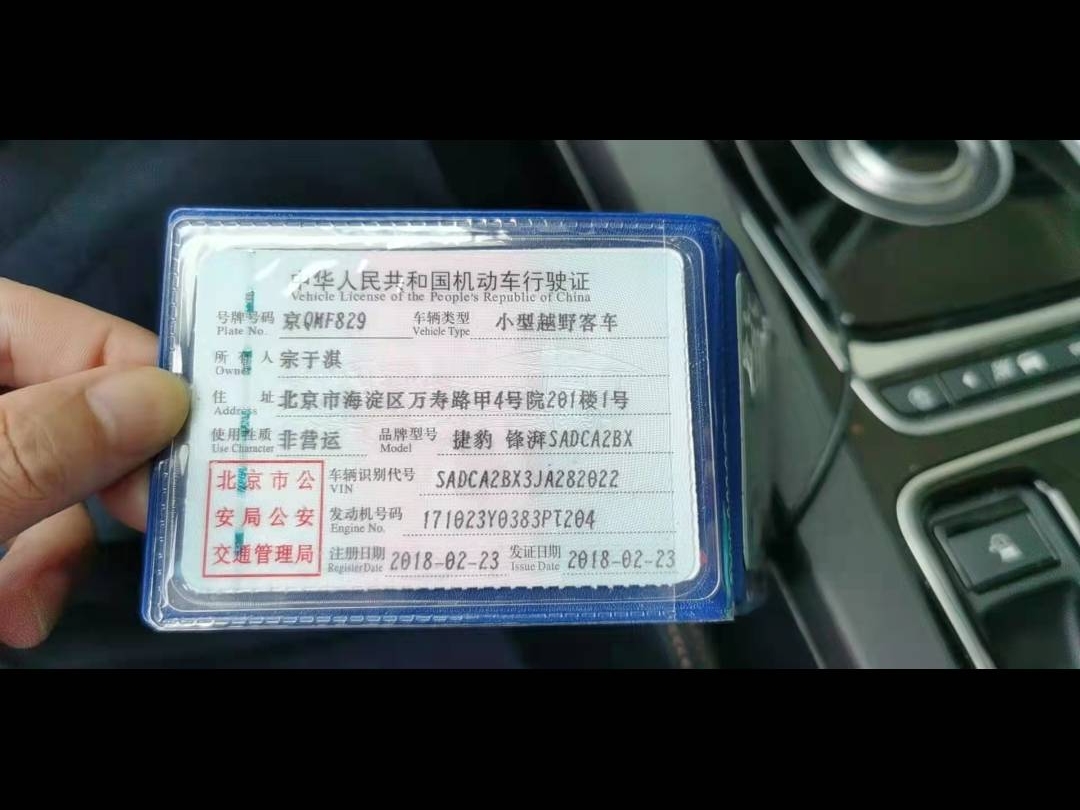 中华人民共和国机动车行驶证
Vehicle License of the People's Republic of China
号牌号码 京QMF829 车辆类型 小型越野客车
Plate No. Vehicle Type
所有人 宗于淇
Owner
住址 北京市海淀区万寿路甲4号院201楼1号
Address
使用性质 非营运 品牌型号 捷豹 锋湃SADCA2BX
Use Character Model
北京市公 车辆识别代号 SADCA2BX3JA282022
VIN
安局公安 发动机号码 171023Y0383PT204
Engine No.
交通管理局 注册日期 2018-02-23 发证日期 2018-02-23
Register Date Issue Date